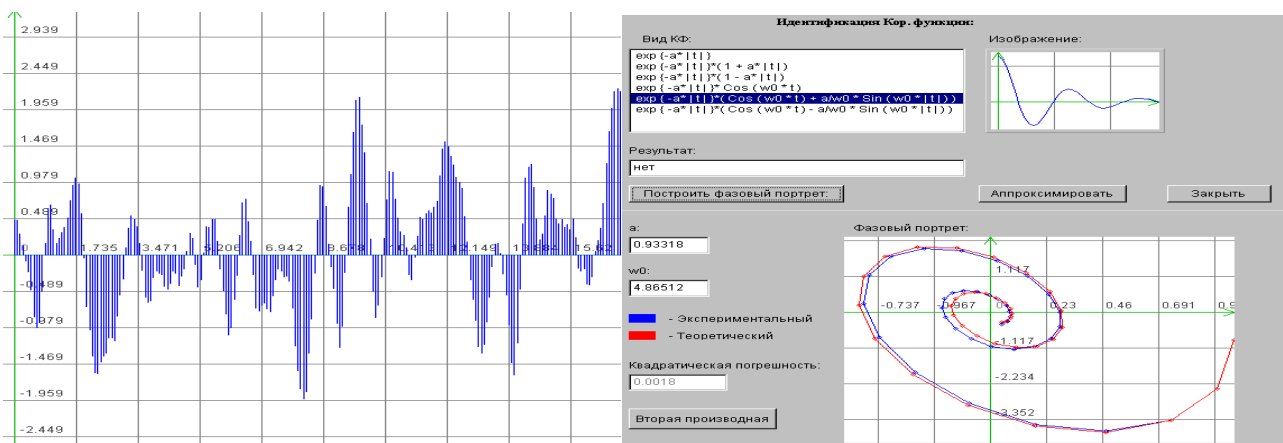 2.939
2.449
1.959
1.469
0.979
0.489
0 1.735 3.471 5.206 6.942 8.678 10.413 12.149 13.884 15.62
-0.489
-0.979
-1.469
-1.959
-2.449
Идентификация Кор. функции:
Вид КФ:
exp{-a*|t|}
exp{-a*|t|}*(1 + a*|t|)
exp{-a*|t|}*(1 - a*|t|)
exp{-a*|t|}* Cos (w0*t)
exp{-a*|t|}*( Cos (w0*t) + a/w0* Sin (w0*|t|))
exp{-a*|t|}*( Cos (w0*t) - a/w0* Sin (w0*|t|))
Изображение:
Результат:
нет
Построить фазовый портрет:
Аппроксимировать
Закрыть
a:
0.93318
w0:
4.86512
- Экспериментальный
- Теоретический
Квадратическая погрешность:
0.0018
Вторая производная
Фазовый портрет:
1.117
-0.737 0.23 0.46 0.691
-1.117
-2.234
-3.352